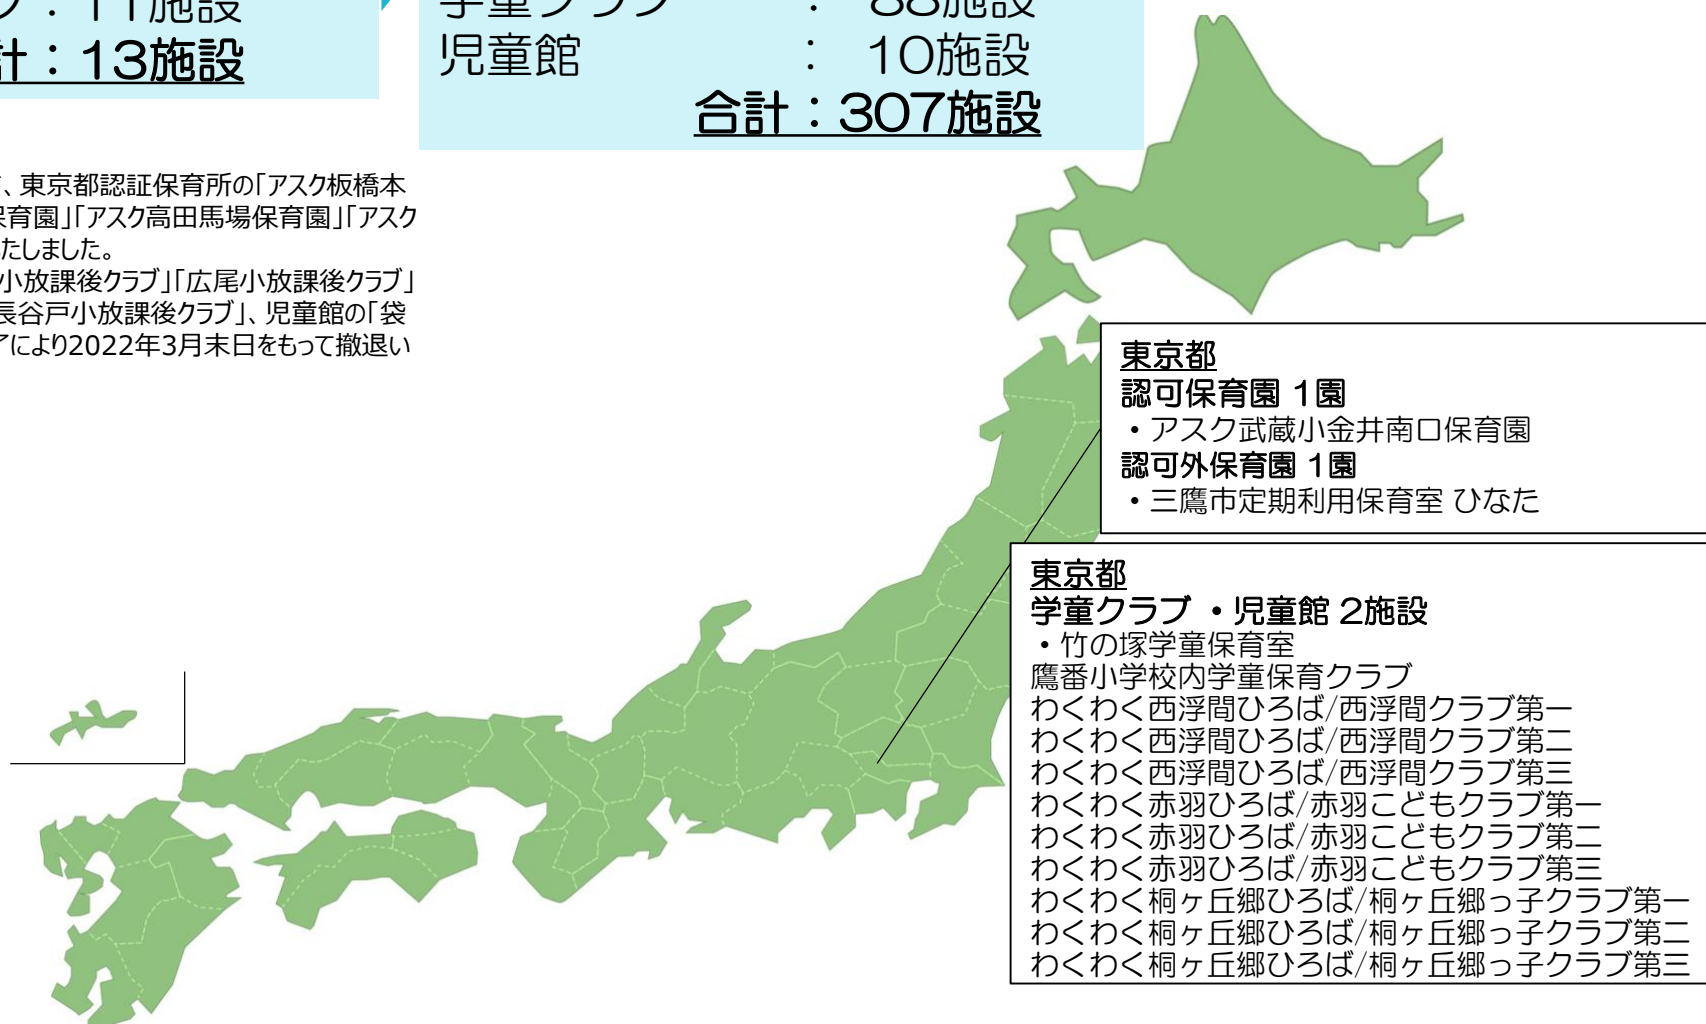 ブ：11施設
計：13施設
学童クラブ ： 88施設
児童館 ： 10施設
合計：307施設
、東京都認証保育所の「アスク板橋本
保育園」「アスク高田馬場保育園」「アスク
たしました。
小放課後クラブ」「広尾小放課後クラブ」
長谷戸小放課後クラブ」、児童館の「袋
了により2022年3月末日をもって撤退い
東京都
認可保育園 1園
・アスク武蔵小金井南口保育園
認可外保育園 1園
・三鷹市定期利用保育室 ひなた
東京都
学童クラブ ・児童館 2施設
・竹の塚学童保育室
鷹番小学校内学童保育クラブ
わくわく西浮間ひろば/西浮間クラブ第一
わくわく西浮間ひろば/西浮間クラブ第二
わくわく西浮間ひろば/西浮間クラブ第三
わくわく赤羽ひろば/赤羽こどもクラブ第一
わくわく赤羽ひろば/赤羽こどもクラブ第二
わくわく赤羽ひろば/赤羽こどもクラブ第三
わくわく桐ヶ丘郷ひろば/桐ヶ丘郷っ子クラブ第一
わくわく桐ヶ丘郷ひろば/桐ヶ丘郷っ子クラブ第二
わくわく桐ヶ丘郷ひろば/桐ヶ丘郷っ子クラブ第三